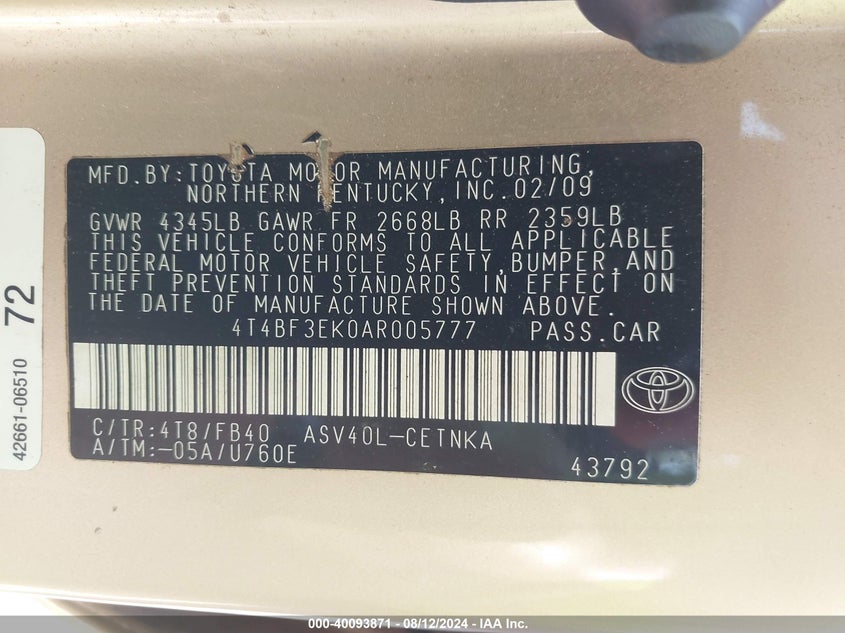 MFD.BY:TOYOTA MOTOR MANUFACTURING,
NORTHERN KENTUCKY,INC.02/09
GVWR 4345LB GAWR FR 2668LB RR 2359LB
THIS VEHICLE CONFORMS TO ALL APPLICABLE
FEDERAL MOTOR VEHICLE SAFETY,BUMPER,AND
THEFT PREVENTION STANDARDS IN EFFECT ON
THE DATE OF MANUFACTURE SHOWN ABOVE.
4T4BF3EK0AR005777 PASS.CAR
C/TR:4T8/FB40 ASV40L-CETNKA
A/TM:-05A/U760E
43792
42661-06510 72
000-40093871 - 08/12/2024 - IAA Inc.